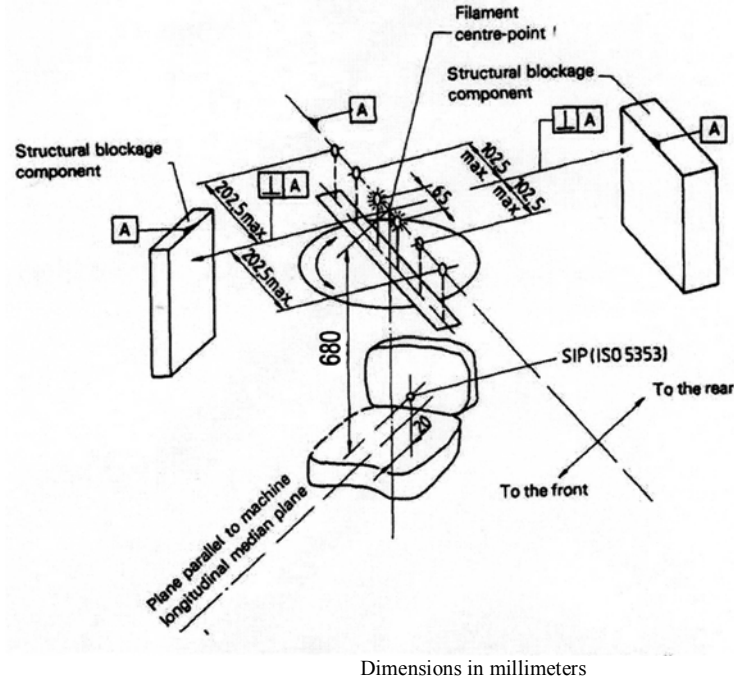 Filament
centre-point
Structural blockage
component
A
A
Structural blockage
component
⊥ A
⊥ A
102,5
max.
102,5
max.
65
202,5max.
A
202,5max.
680
SIP (ISO 5353)
To the rear
20
To the front
Plane parallel to machine
longitudinal median plane
Dimensions in millimeters